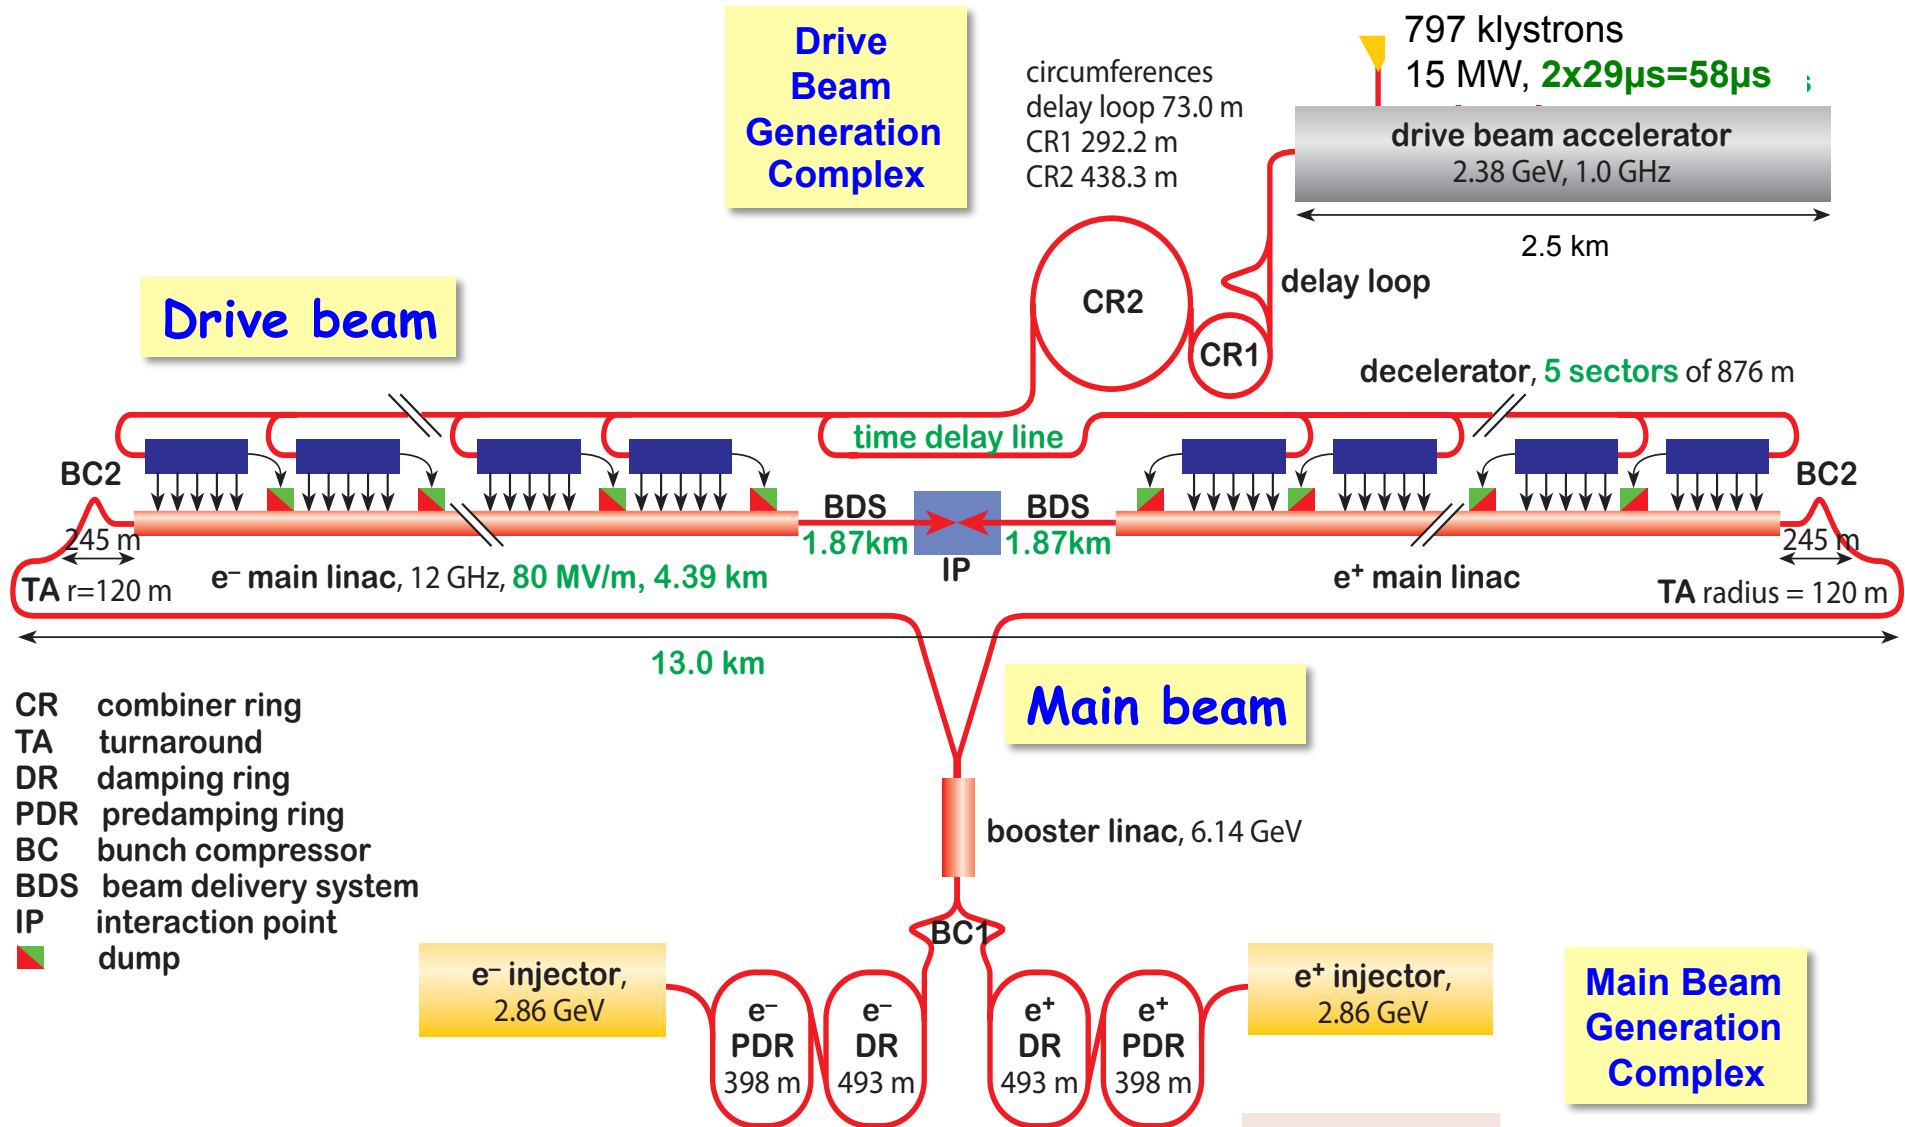 Drive
Beam
Generation
Complex
circumferences
delay loop 73.0 m
CR1 292.2 m
CR2 438.3 m
797 klystrons
15 MW, 2x29µs=58µs
drive beam accelerator
2.38 GeV, 1.0 GHz
2.5 km
delay loop
CR2
CR1
Drive beam
decelerator, 5 sectors of 876 m
time delay line
BC2
BC2
245 m
245 m
BDS
1.87km
BDS
1.87km
IP
TA r=120 m
e– main linac, 12 GHz, 80 MV/m, 4.39 km
e+ main linac
TA radius = 120 m
13.0 km
Main beam
CR combiner ring
TA turnaround
DR damping ring
PDR predamping ring
BC bunch compressor
BDS beam delivery system
IP interaction point
dump
booster linac, 6.14 GeV
BC1
e– injector,
2.86 GeV
e–
PDR
398 m
e–
DR
493 m
e+
DR
493 m
e+
PDR
398 m
e+ injector,
2.86 GeV
Main Beam
Generation
Complex